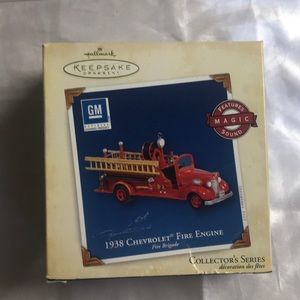 Hallmark
KEEPSAKE
ORNAMENT
GM
FEATURES
MAGIC
SOUND
1938 CHEVROLET® FIRE ENGINE
Fire Brigade
COLLECTOR'S SERIES
décoration des fêtes